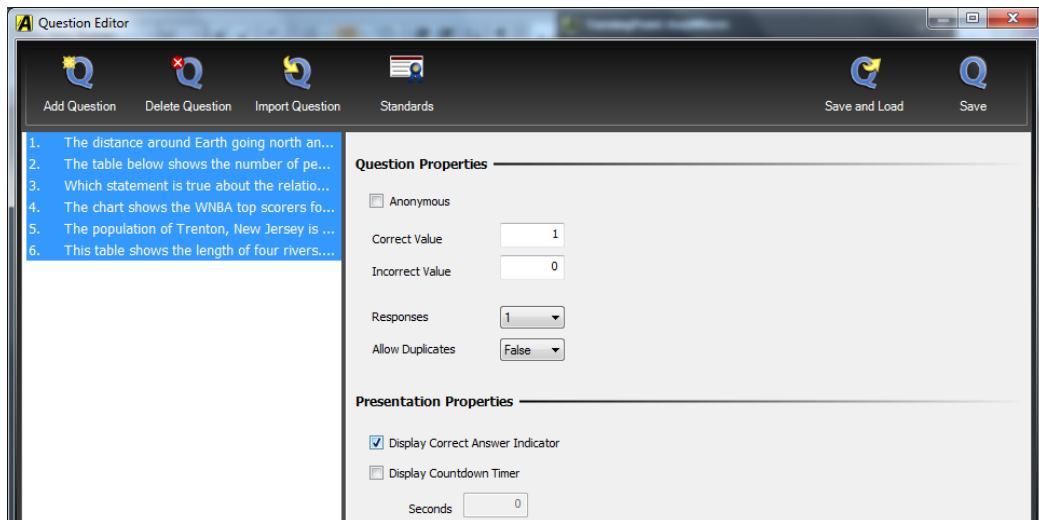 Question Editor
Add Question Delete Question Import Question Standards Save and Load Save
1. The distance around Earth going north an...
2. The table below shows the number of pe...
3. Which statement is true about the relatio...
4. The chart shows the WNBA top scorers fo...
5. The population of Trenton, New Jersey is ...
6. This table shows the length of four rivers....
Question Properties
Anonymous
Correct Value 1
Incorrect Value 0
Responses 1
Allow Duplicates False
Presentation Properties
Display Correct Answer Indicator
Display Countdown Timer
Seconds 0